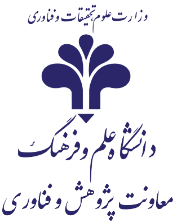 وزارت علوم تحقیقات و فناوری
دانشگاه علم و فرهنگ
معاونت پژوهش و فناوری